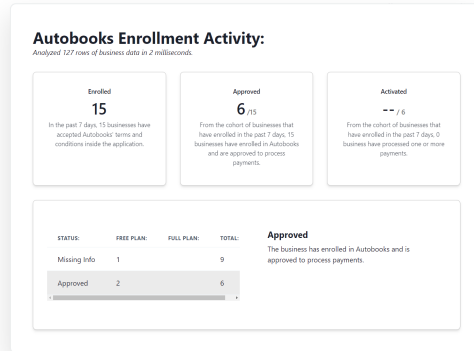 Autobooks Enrollment Activity:
Analyzed 127 rows of business data in 2 milliseconds.
Enrolled
15
In the past 7 days, 15 businesses have
accepted Autobooks' terms and
conditions inside the application.
Approved
6 /15
From the cohort of businesses that
have enrolled in the past 7 days, 15
businesses have enrolled in Autobooks
and are approved to process
payments.
Activated
-- / 6
From the cohort of businesses that
have enrolled in the past 7 days, 0
business have processed one or more
payments.
STATUS: FREE PLAN: FULL PLAN: TOTAL:
Missing Info 1 9
Approved 2 6
Approved
The business has enrolled in Autobooks and is
approved to process payments.